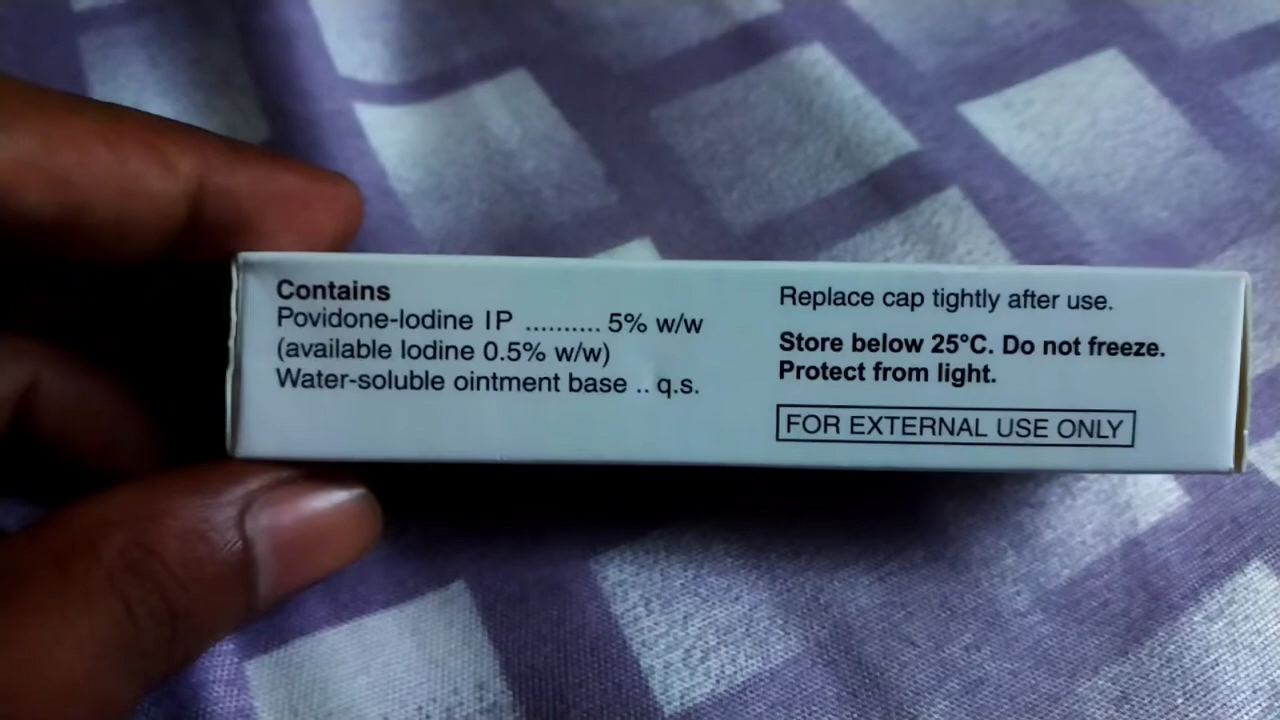 Contains
Povidone-Iodine IP .......... 5% w/w
(available Iodine 0.5% w/w)
Water-soluble ointment base .. q.s.
Replace cap tightly after use.
Store below 25°C. Do not freeze.
Protect from light.
FOR EXTERNAL USE ONLY